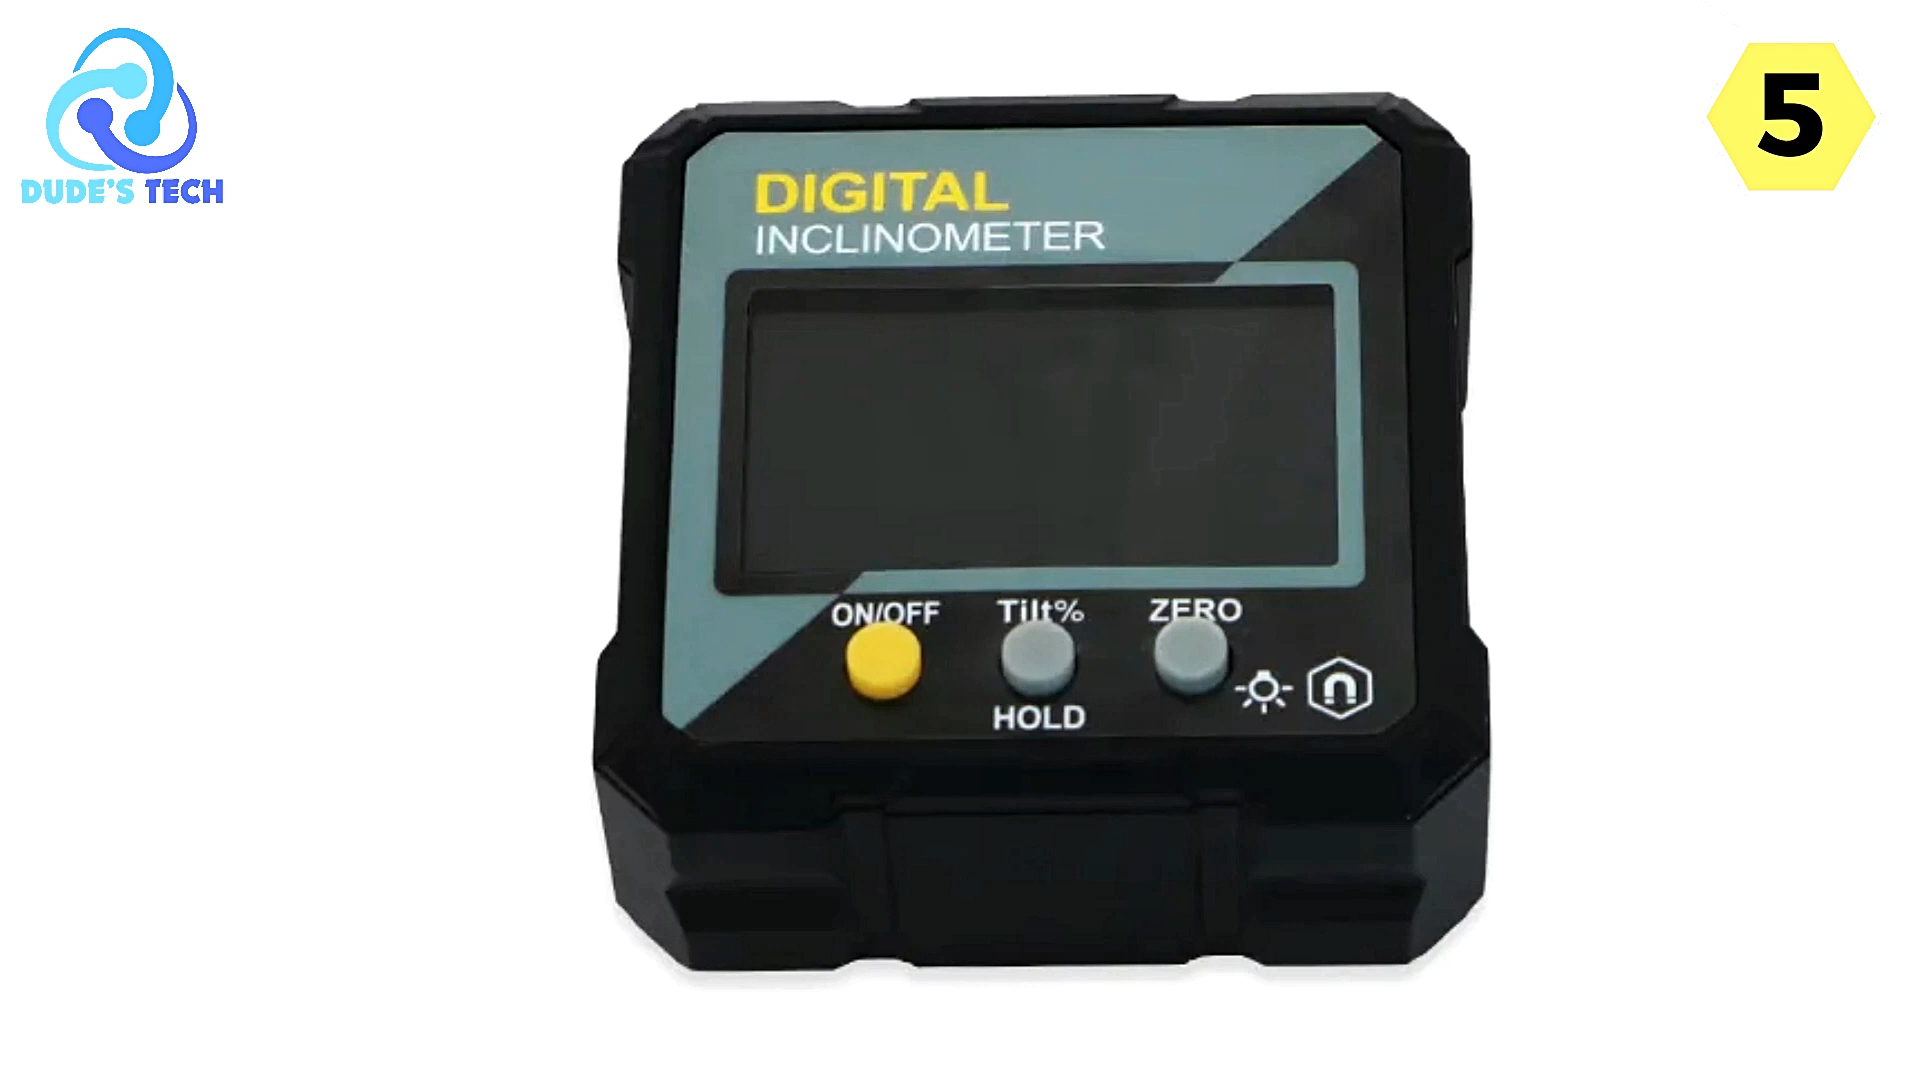 DUDE'S TECH
5
DIGITAL
INCLINOMETER
ON/OFF Tilt% ZERO
HOLD